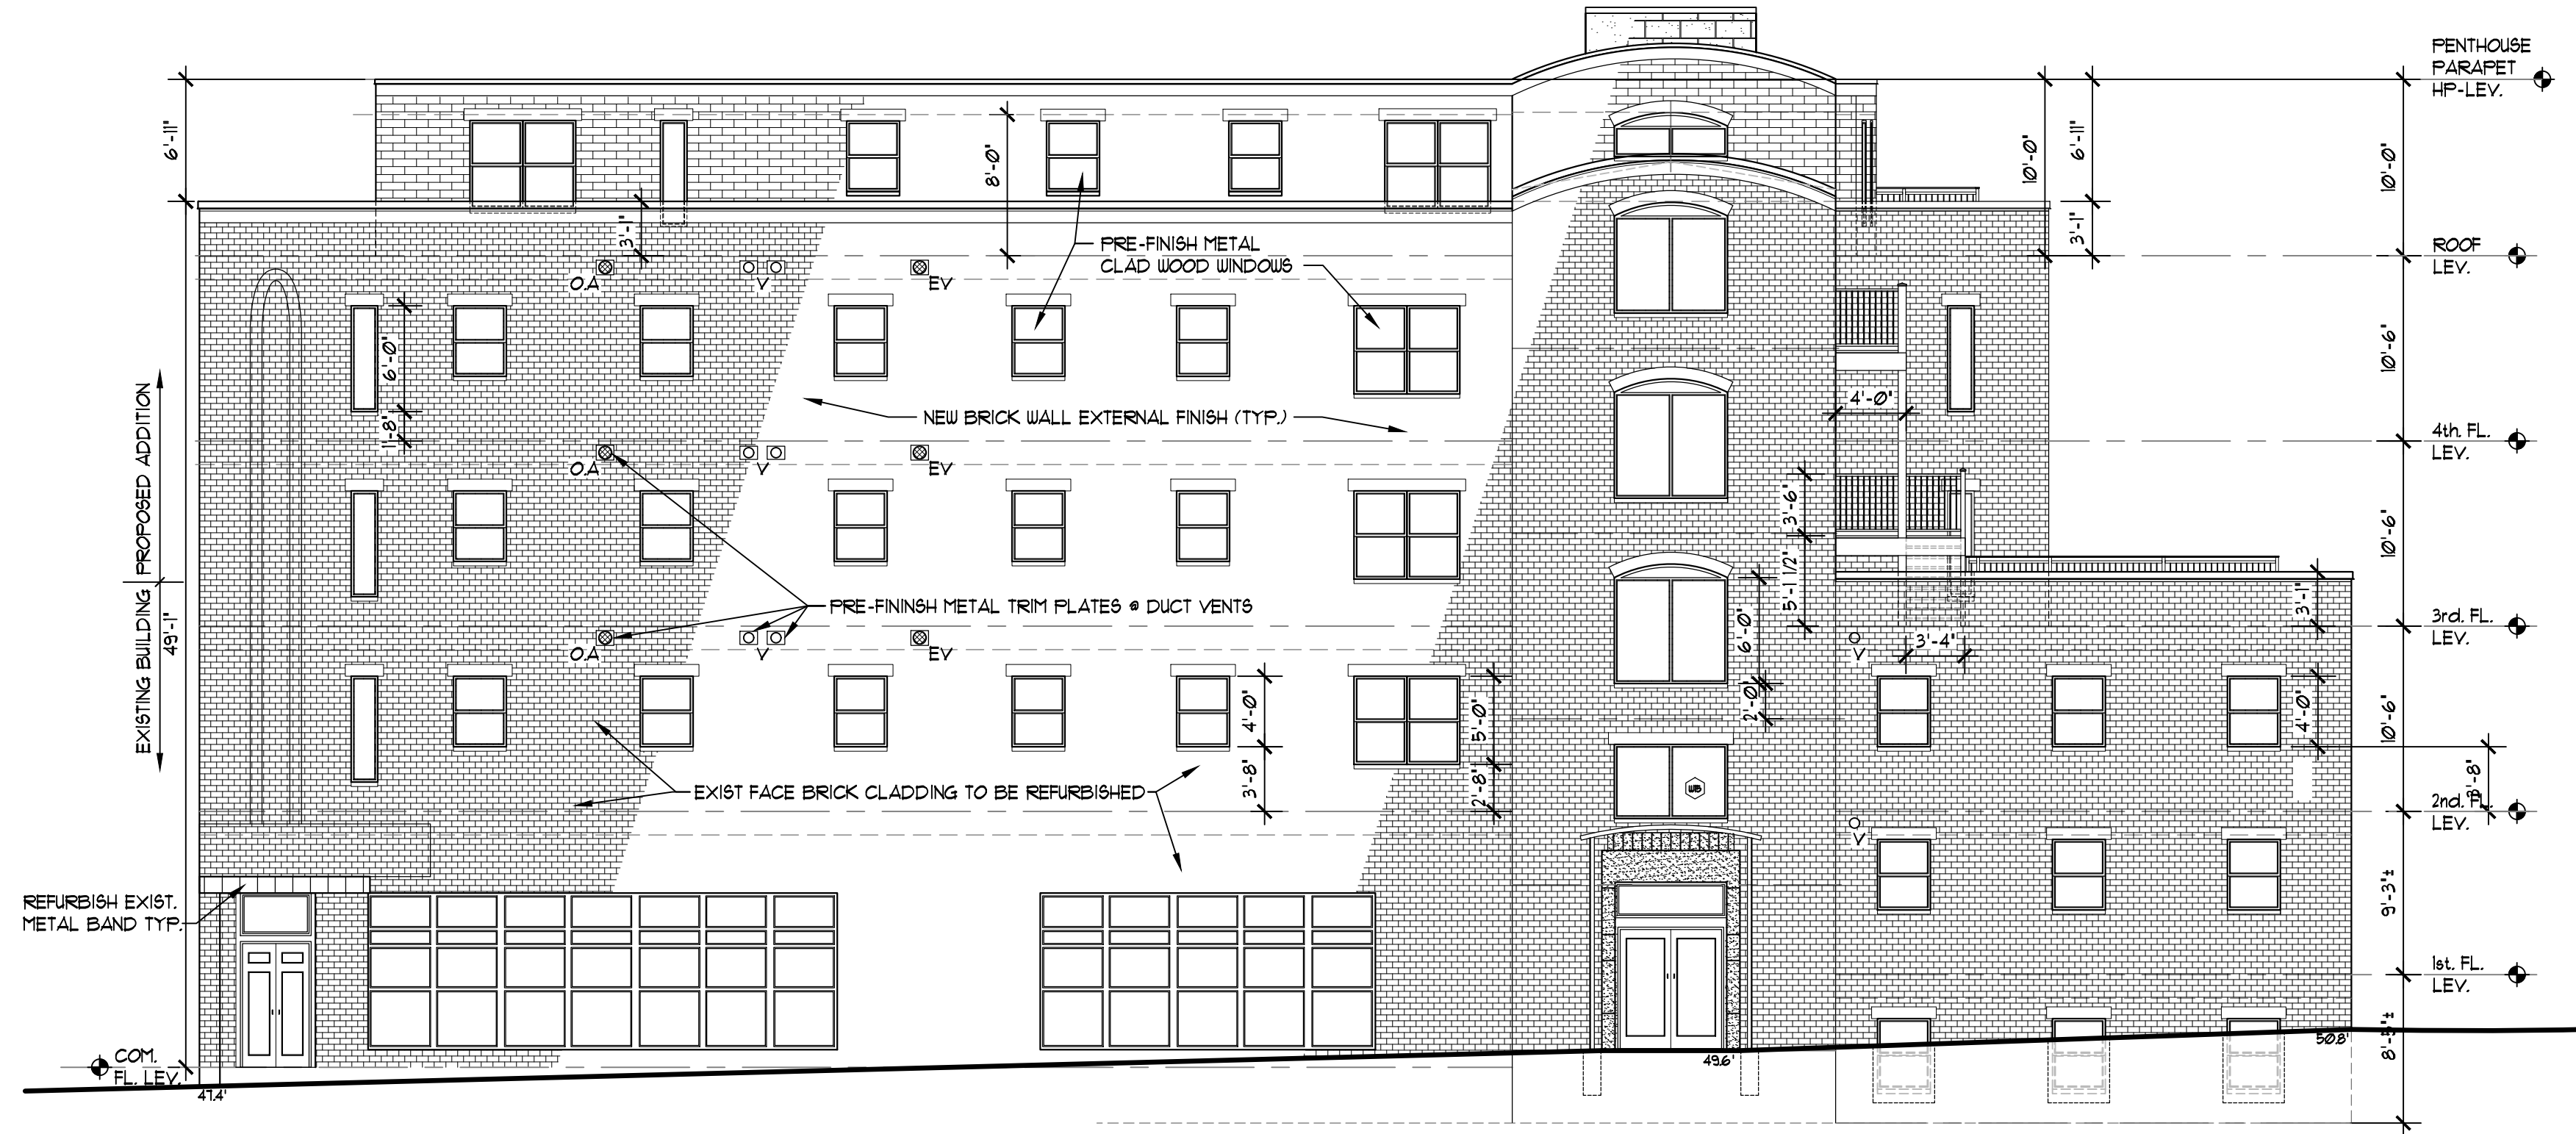 PENTHOUSE
PARAPET
HP-LEV.
6'-11"
8'-0"
10'-0"
6'-11"
10'-0"
3'-1"
3'-1"
PRE-FINISH METAL
CLAD WOOD WINDOWS
ROOF
LEV.
O.A
V
EV
6'-0"
1'-8"
10'-6"
4'-0"
NEW BRICK WALL EXTERNAL FINISH (TYP.)
4th. FL.
LEV.
O.A
V
EV
PROPOSED ADDITION
EXISTING BUILDING
49'-1"
3'-6"
5'-1 1/2"
10'-6"
PRE-FININSH METAL TRIM PLATES @ DUCT VENTS
3'-1"
3rd. FL.
LEV.
O.A
V
EV
6'-0"
2'-0"
V
3'-4"
4'-0"
3'-8"
5'-0"
2'-8"
4'-0"
10'-6"
3'-8"
EXIST FACE BRICK CLADDING TO BE REFURBISHED
WB
2nd. FL.
LEV.
V
REFURBISH EXIST.
METAL BAND TYP.
9'-3"±
1st. FL.
LEV.
8'-5"±
COM.
FL. LEV.
47.4'
49.6'
50.8'